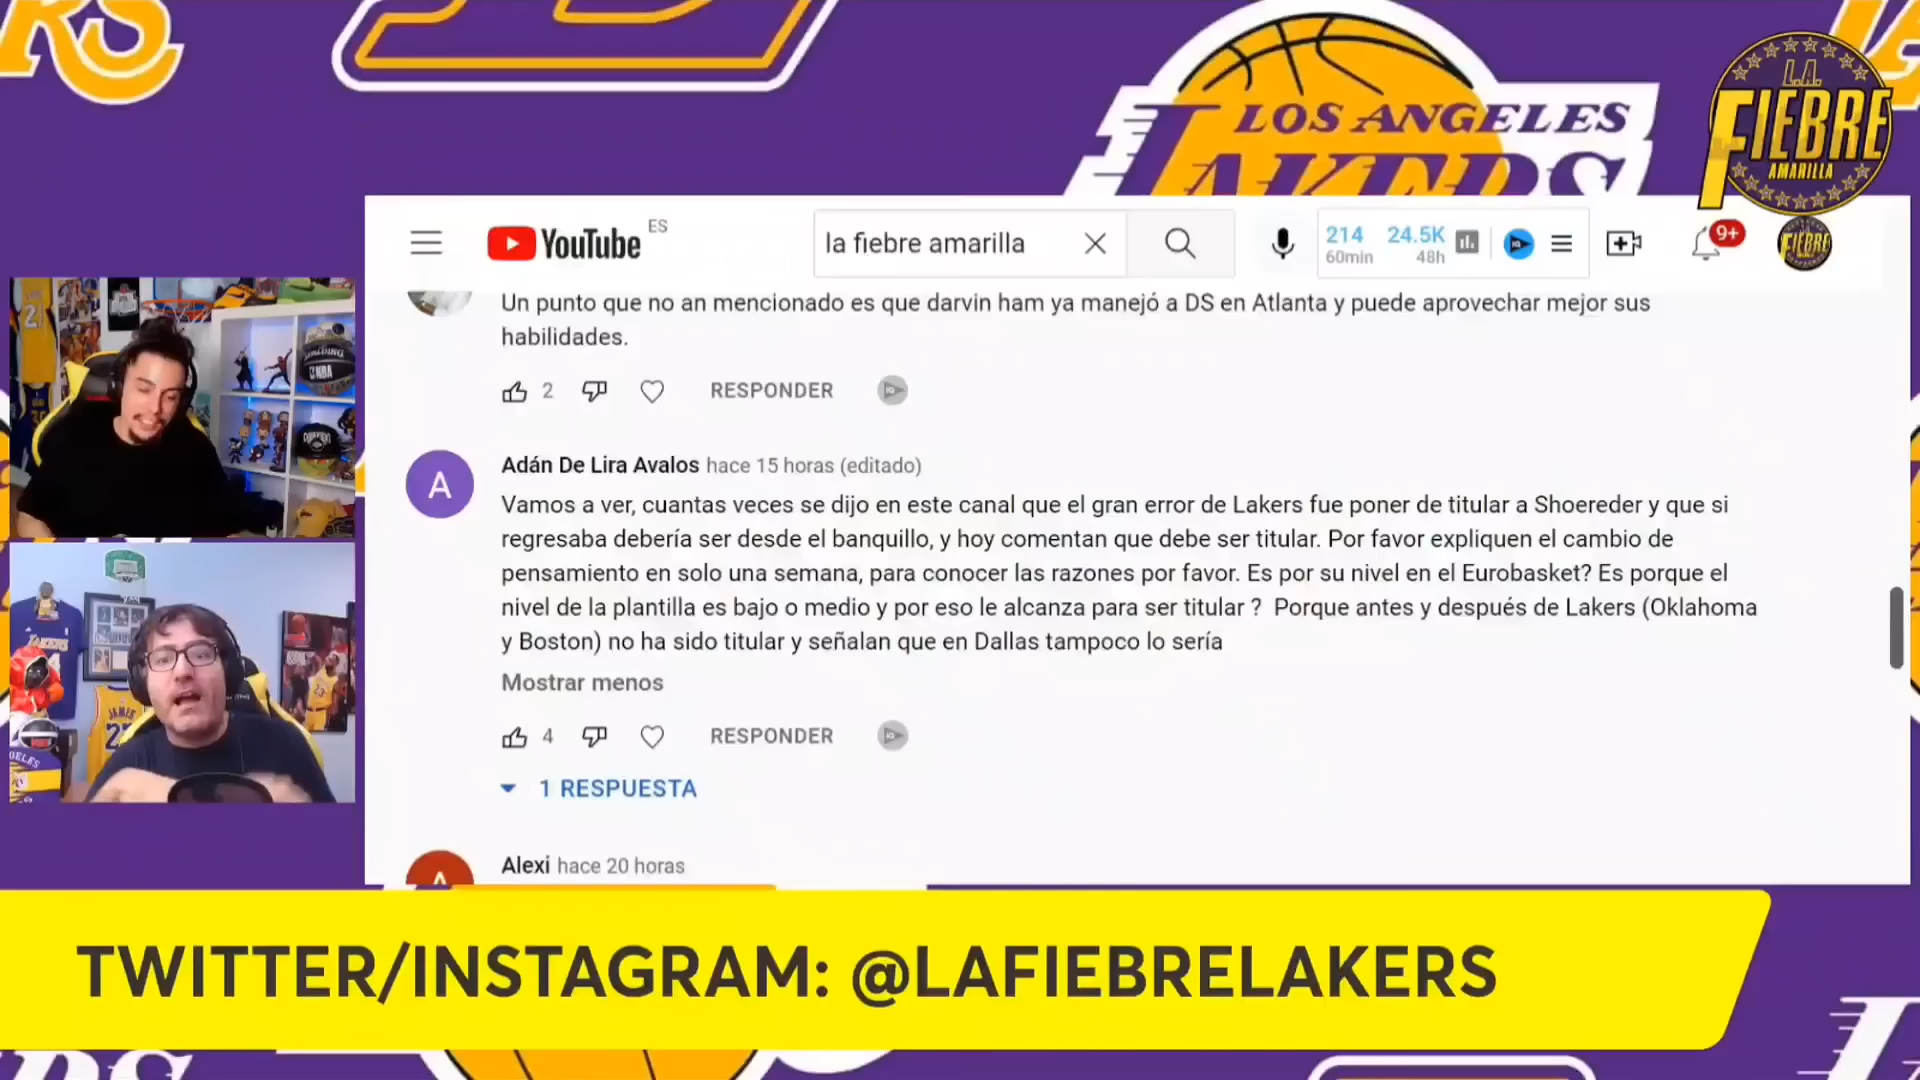 LOS ANGELES
L.A.
FIEBRE
AMARILLA
YouTube ES
la fiebre amarilla
214
60min
24.5K
48h
9+
FIEBRE
Un punto que no an mencionado es que darvin ham ya manejó a DS en Atlanta y puede aprovechar mejor sus
habilidades.
2
RESPONDER
A
Adán De Lira Avalos hace 15 horas (editado)
Vamos a ver, cuantas veces se dijo en este canal que el gran error de Lakers fue poner de titular a Shoereder y que si
regresaba debería ser desde el banquillo, y hoy comentan que debe ser titular. Por favor expliquen el cambio de
pensamiento en solo una semana, para conocer las razones por favor. Es por su nivel en el Eurobasket? Es porque el
nivel de la plantilla es bajo o medio y por eso le alcanza para ser titular ? Porque antes y después de Lakers (Oklahoma
y Boston) no ha sido titular y señalan que en Dallas tampoco lo sería
Mostrar menos
4
RESPONDER
1 RESPUESTA
Alexi hace 20 horas
SPALDING
NBA
LAKERS
JAMES
TWITTER/INSTAGRAM: @LAFIEBRELAKERS